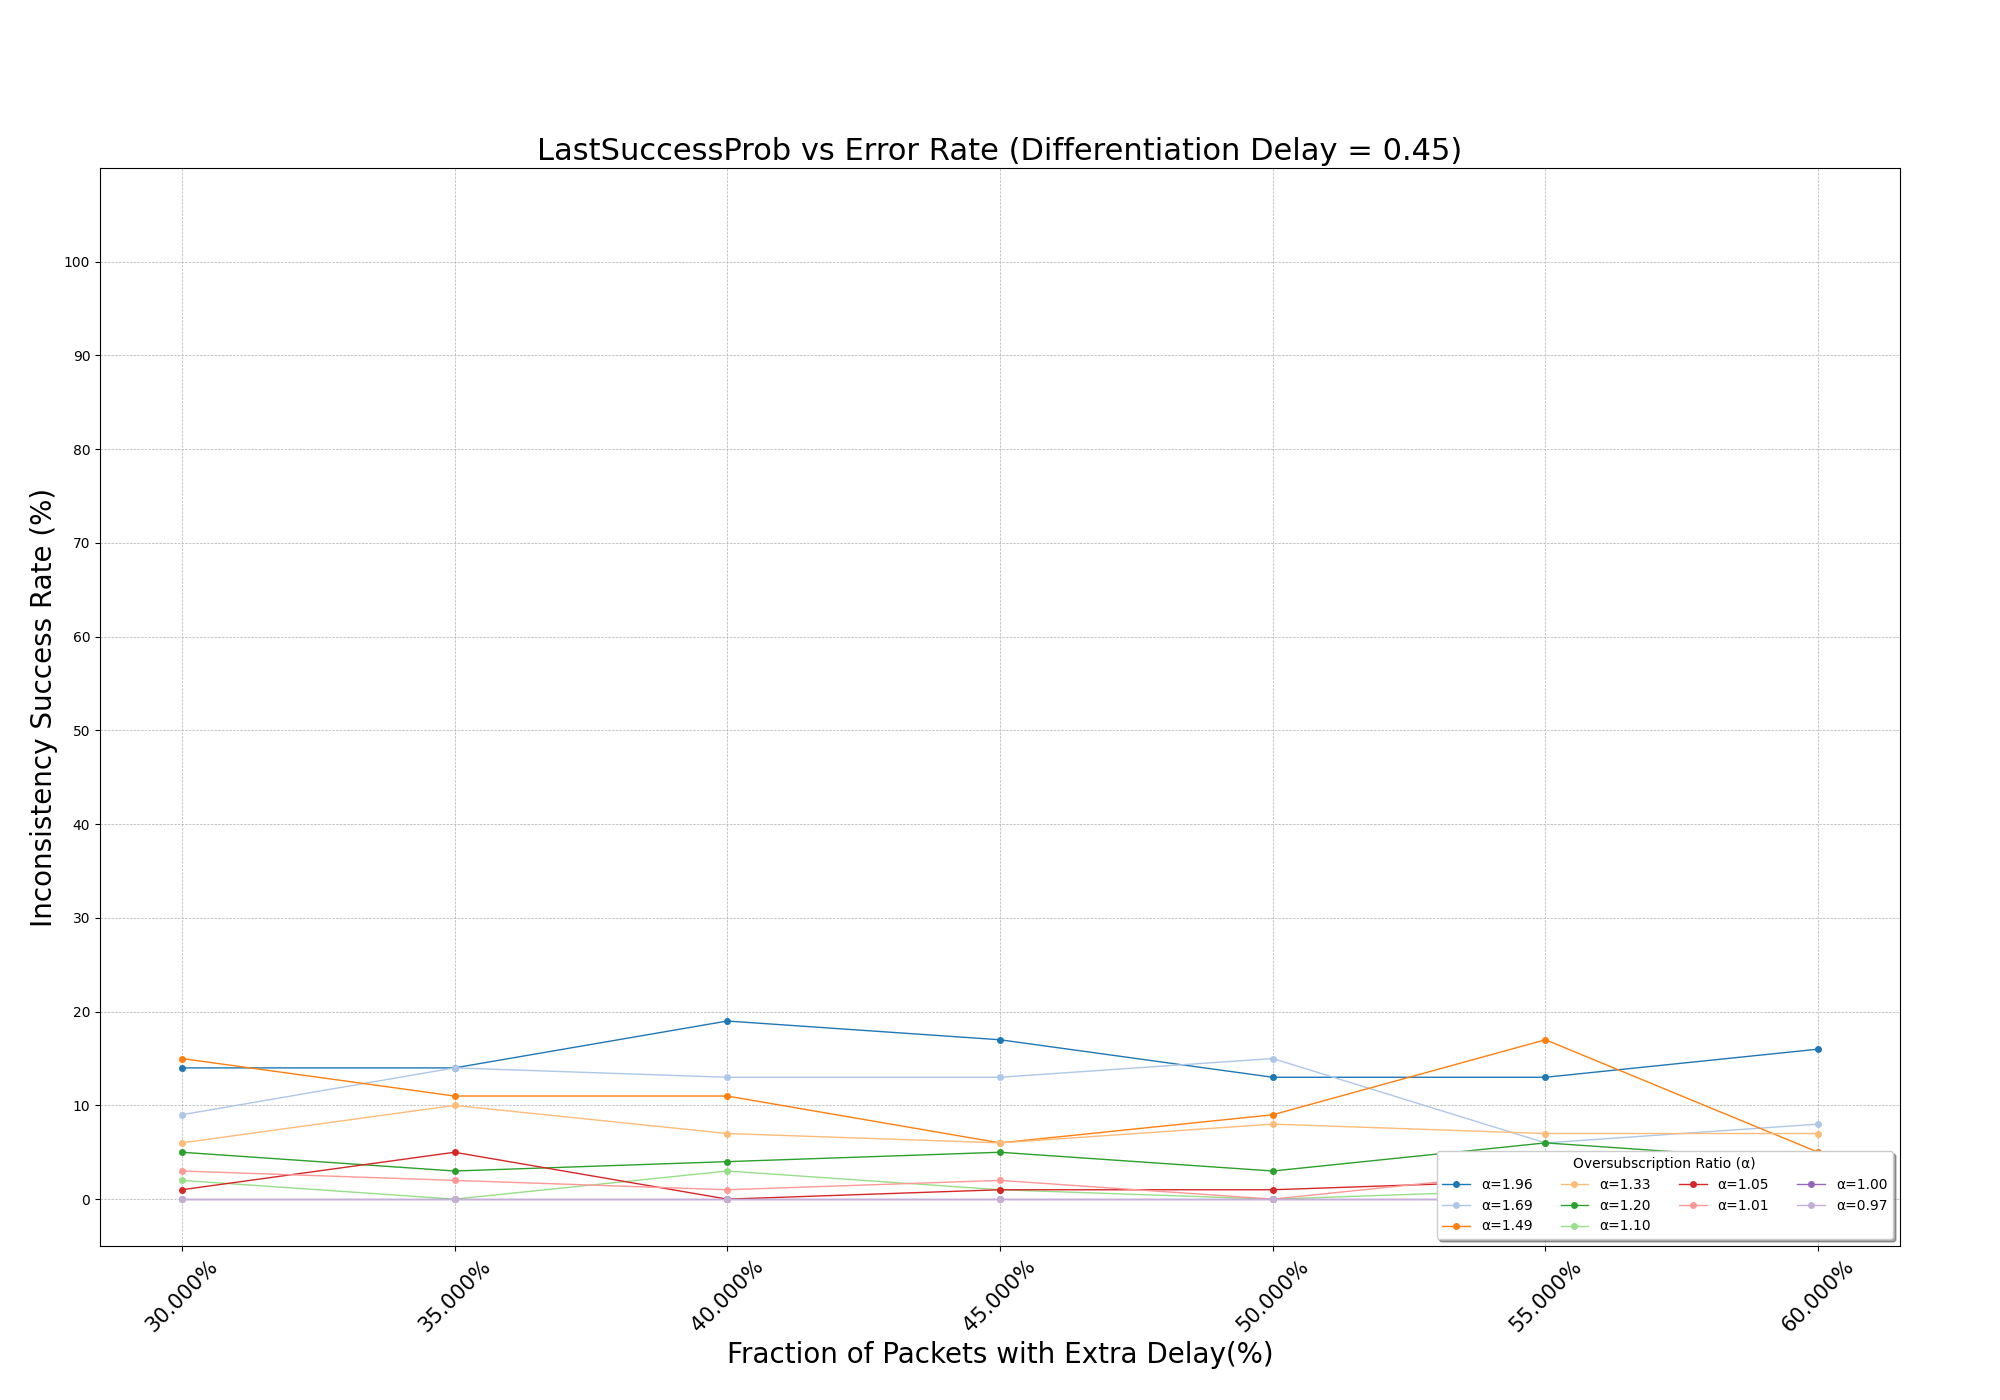 LastSuccessProb vs Error Rate (Differentiation Delay = 0.45)
Inconsistency Success Rate (%)
100
90
80
70
60
50
40
30
20
10
0
Oversubscription Ratio (α)
α=1.96 α=1.33 α=1.05 α=1.00
α=1.69 α=1.20 α=1.01 α=0.97
α=1.49 α=1.10
30.000% 35.000% 40.000% 45.000% 50.000% 55.000% 60.000%
Fraction of Packets with Extra Delay(%)